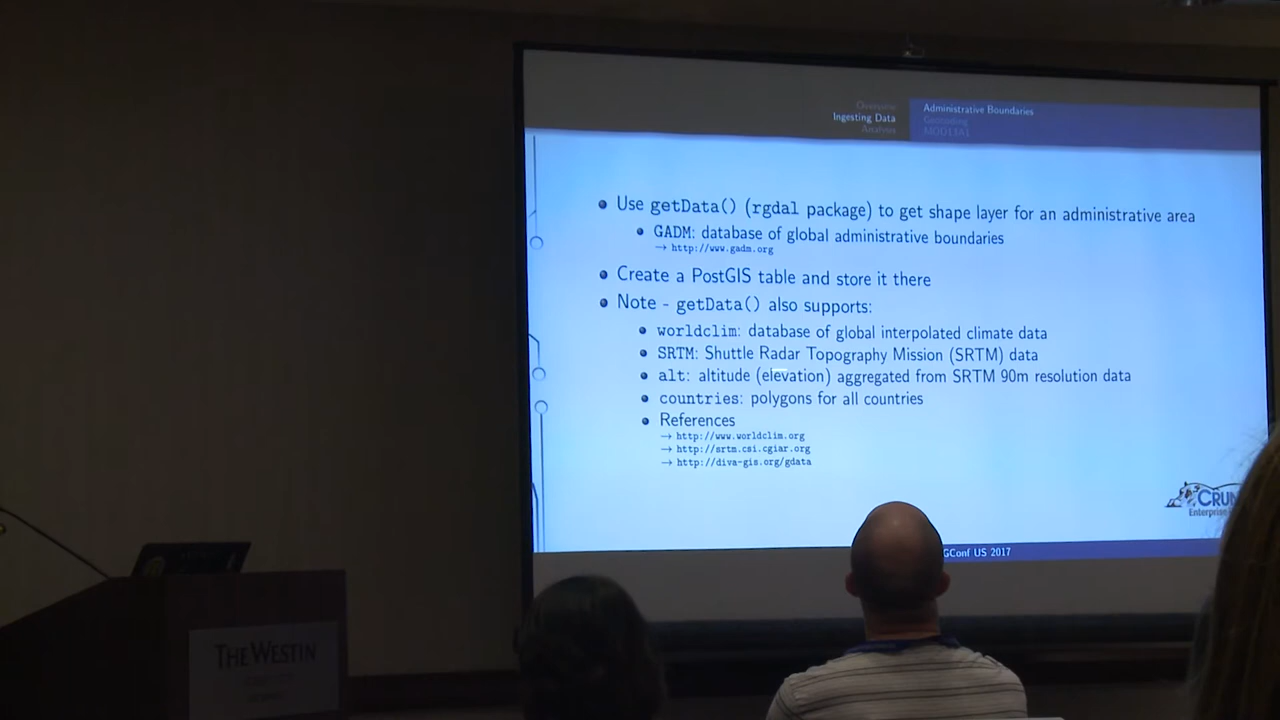 Overview
Ingesting Data
Analysis
Administrative Boundaries
Geocoding
MOD13A1
Use getData() (rgdal package) to get shape layer for an administrative area
GADM: database of global administrative boundaries
→ http://www.gadm.org
Create a PostGIS table and store it there
Note - getData() also supports:
worldclim: database of global interpolated climate data
SRTM: Shuttle Radar Topography Mission (SRTM) data
alt: altitude (elevation) aggregated from SRTM 90m resolution data
countries: polygons for all countries
References
→ http://www.worldclim.org
→ http://srtm.csi.cgiar.org
→ http://diva-gis.org/gdata
CRUN
Enterprise
GConf US 2017
THE WESTIN